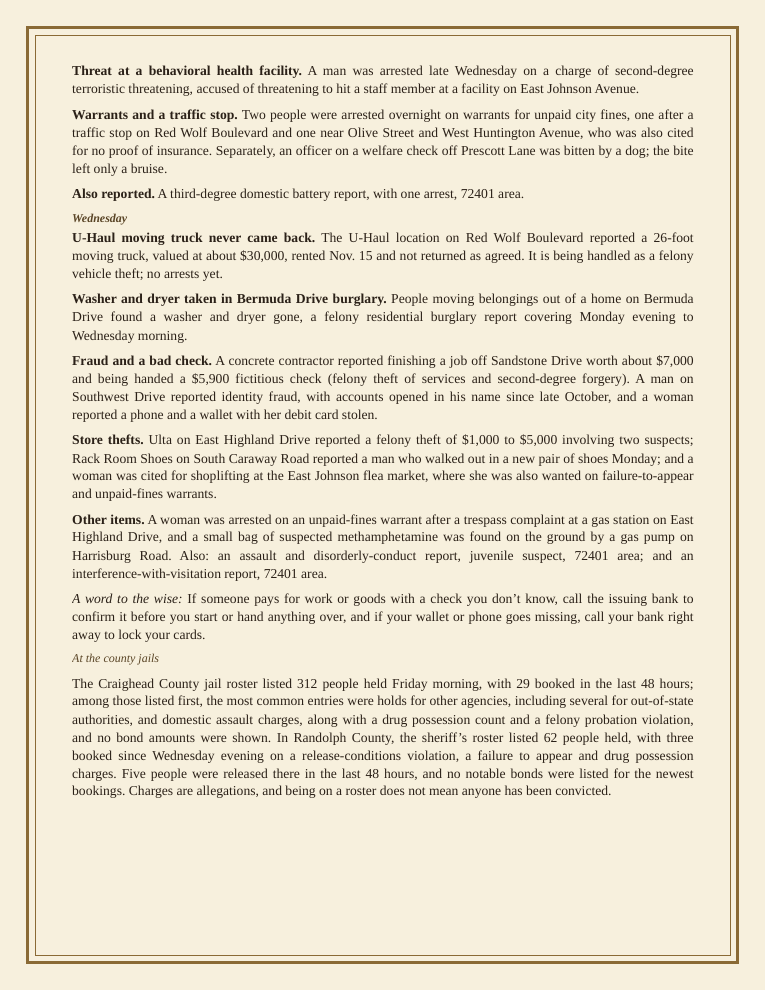 Threat at a behavioral health facility. A man was arrested late Wednesday on a charge of second-degree
terroristic threatening, accused of threatening to hit a staff member at a facility on East Johnson Avenue.
Warrants and a traffic stop. Two people were arrested overnight on warrants for unpaid city fines, one after a
traffic stop on Red Wolf Boulevard and one near Olive Street and West Huntington Avenue, who was also cited
for no proof of insurance. Separately, an officer on a welfare check off Prescott Lane was bitten by a dog; the bite
left only a bruise.
Also reported. A third-degree domestic battery report, with one arrest, 72401 area.
Wednesday
U-Haul moving truck never came back. The U-Haul location on Red Wolf Boulevard reported a 26-foot
moving truck, valued at about $30,000, rented Nov. 15 and not returned as agreed. It is being handled as a felony
vehicle theft; no arrests yet.
Washer and dryer taken in Bermuda Drive burglary. People moving belongings out of a home on Bermuda
Drive found a washer and dryer gone, a felony residential burglary report covering Monday evening to
Wednesday morning.
Fraud and a bad check. A concrete contractor reported finishing a job off Sandstone Drive worth about $7,000
and being handed a $5,900 fictitious check (felony theft of services and second-degree forgery). A man on
Southwest Drive reported identity fraud, with accounts opened in his name since late October, and a woman
reported a phone and a wallet with her debit card stolen.
Store thefts. Ulta on East Highland Drive reported a felony theft of $1,000 to $5,000 involving two suspects;
Rack Room Shoes on South Caraway Road reported a man who walked out in a new pair of shoes Monday; and a
woman was cited for shoplifting at the East Johnson flea market, where she was also wanted on failure-to-appear
and unpaid-fines warrants.
Other items. A woman was arrested on an unpaid-fines warrant after a trespass complaint at a gas station on East
Highland Drive, and a small bag of suspected methamphetamine was found on the ground by a gas pump on
Harrisburg Road. Also: an assault and disorderly-conduct report, juvenile suspect, 72401 area; and an
interference-with-visitation report, 72401 area.
A word to the wise: If someone pays for work or goods with a check you don’t know, call the issuing bank to
confirm it before you start or hand anything over, and if your wallet or phone goes missing, call your bank right
away to lock your cards.
At the county jails
The Craighead County jail roster listed 312 people held Friday morning, with 29 booked in the last 48 hours;
among those listed first, the most common entries were holds for other agencies, including several for out-of-state
authorities, and domestic assault charges, along with a drug possession count and a felony probation violation,
and no bond amounts were shown. In Randolph County, the sheriff’s roster listed 62 people held, with three
booked since Wednesday evening on a release-conditions violation, a failure to appear and drug possession
charges. Five people were released there in the last 48 hours, and no notable bonds were listed for the newest
bookings. Charges are allegations, and being on a roster does not mean anyone has been convicted.